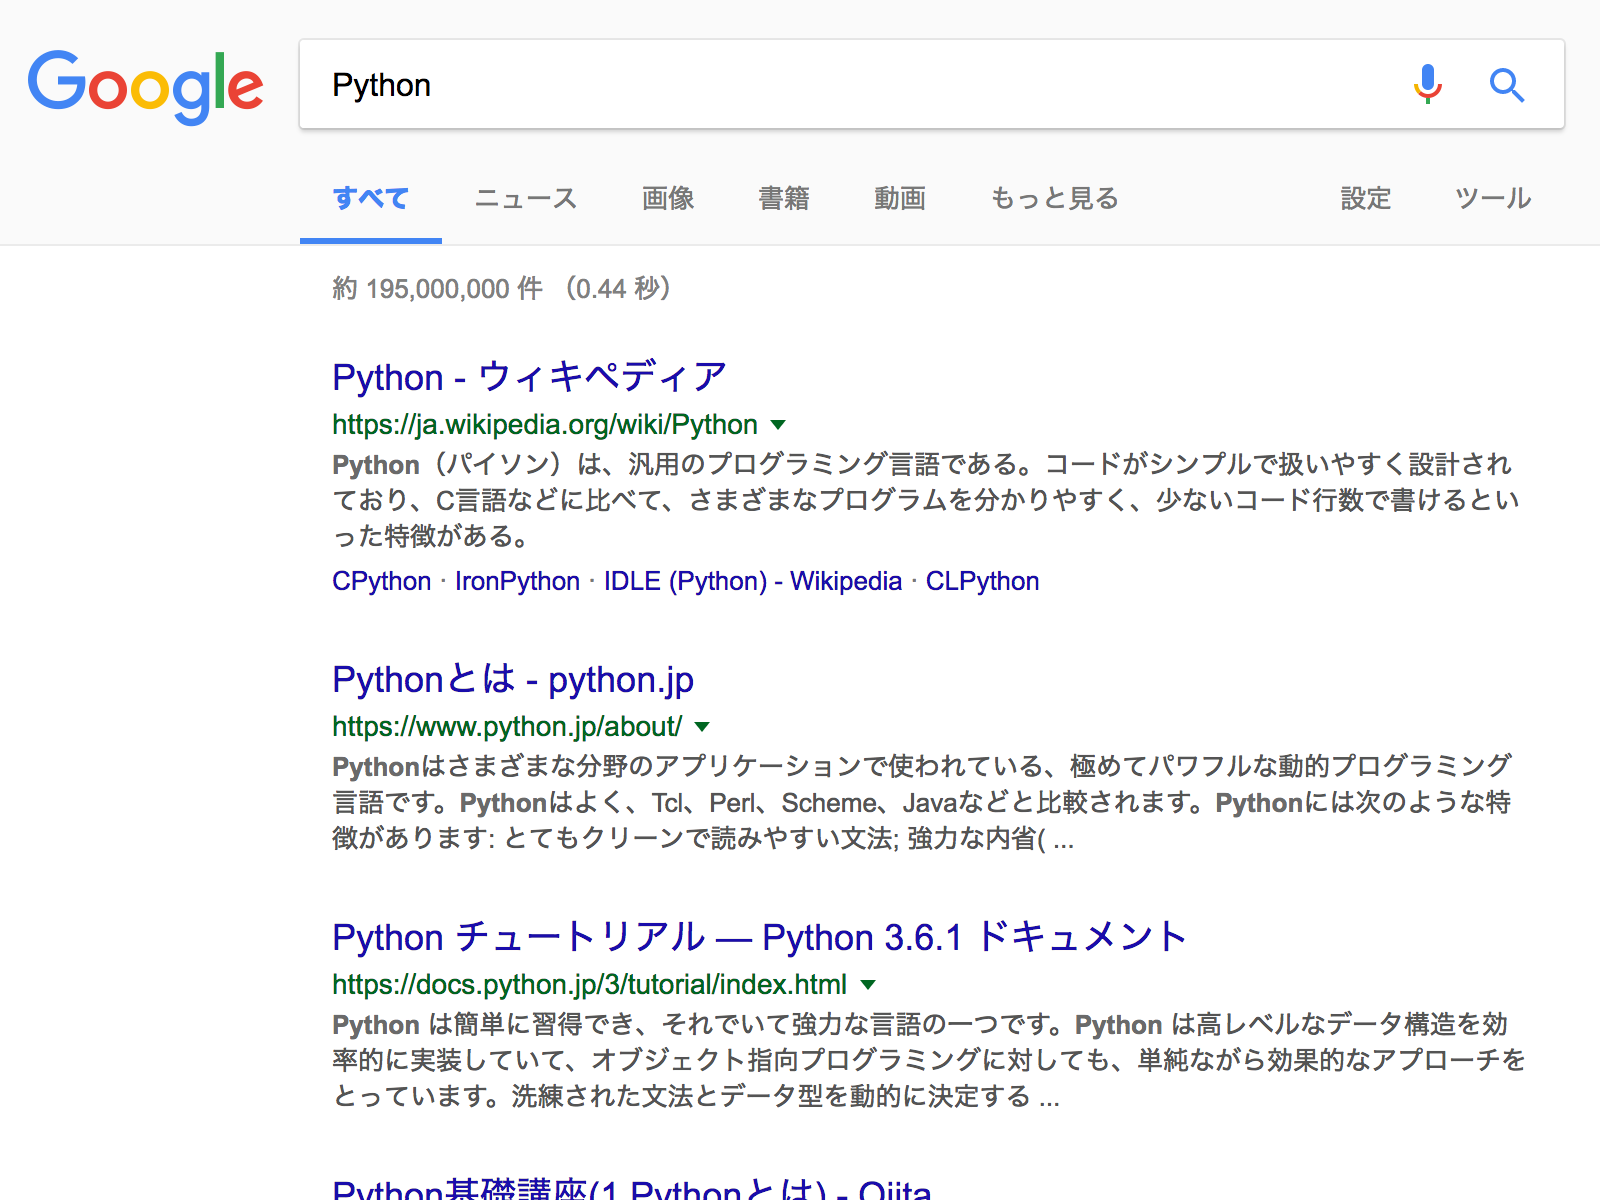 Google
Python
すべて ニュース 画像 書籍 動画 もっと見る 設定 ツール
約 195,000,000 件 （0.44 秒）
Python - ウィキペディア
https://ja.wikipedia.org/wiki/Python
Python（パイソン）は、汎用のプログラミング言語である。コードがシンプルで扱いやすく設計され
ており、C言語などに比べて、さまざまなプログラムを分かりやすく、少ないコード行数で書けるとい
った特徴がある。
CPython · IronPython · IDLE (Python) - Wikipedia · CLPython
Pythonとは - python.jp
https://www.python.jp/about/
Pythonはさまざまな分野のアプリケーションで使われている、極めてパワフルな動的プログラミング
言語です。Pythonはよく、Tcl、Perl、Scheme、Javaなどと比較されます。Pythonには次のような特
徴があります: とてもクリーンで読みやすい文法; 強力な内省( ...
Python チュートリアル — Python 3.6.1 ドキュメント
https://docs.python.jp/3/tutorial/index.html
Python は簡単に習得でき、それでいて強力な言語の一つです。Python は高レベルなデータ構造を効
率的に実装していて、オブジェクト指向プログラミングに対しても、単純ながら効果的なアプローチを
とっています。洗練された文法とデータ型を動的に決定する ...
Python基礎講座(1 Pythonとは) - Qiita